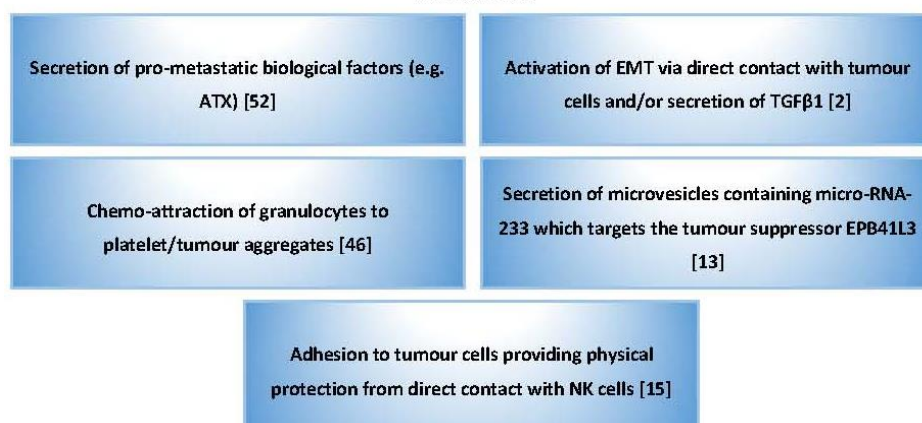 Secretion of pro-metastatic biological factors (e.g.
ATX) [52]
Activation of EMT via direct contact with tumour
cells and/or secretion of TGFβ1 [2]
Chemo-attraction of granulocytes to
platelet/tumour aggregates [46]
Secretion of microvesicles containing micro-RNA-
233 which targets the tumour suppressor EPB41L3
[13]
Adhesion to tumour cells providing physical
protection from direct contact with NK cells [15]